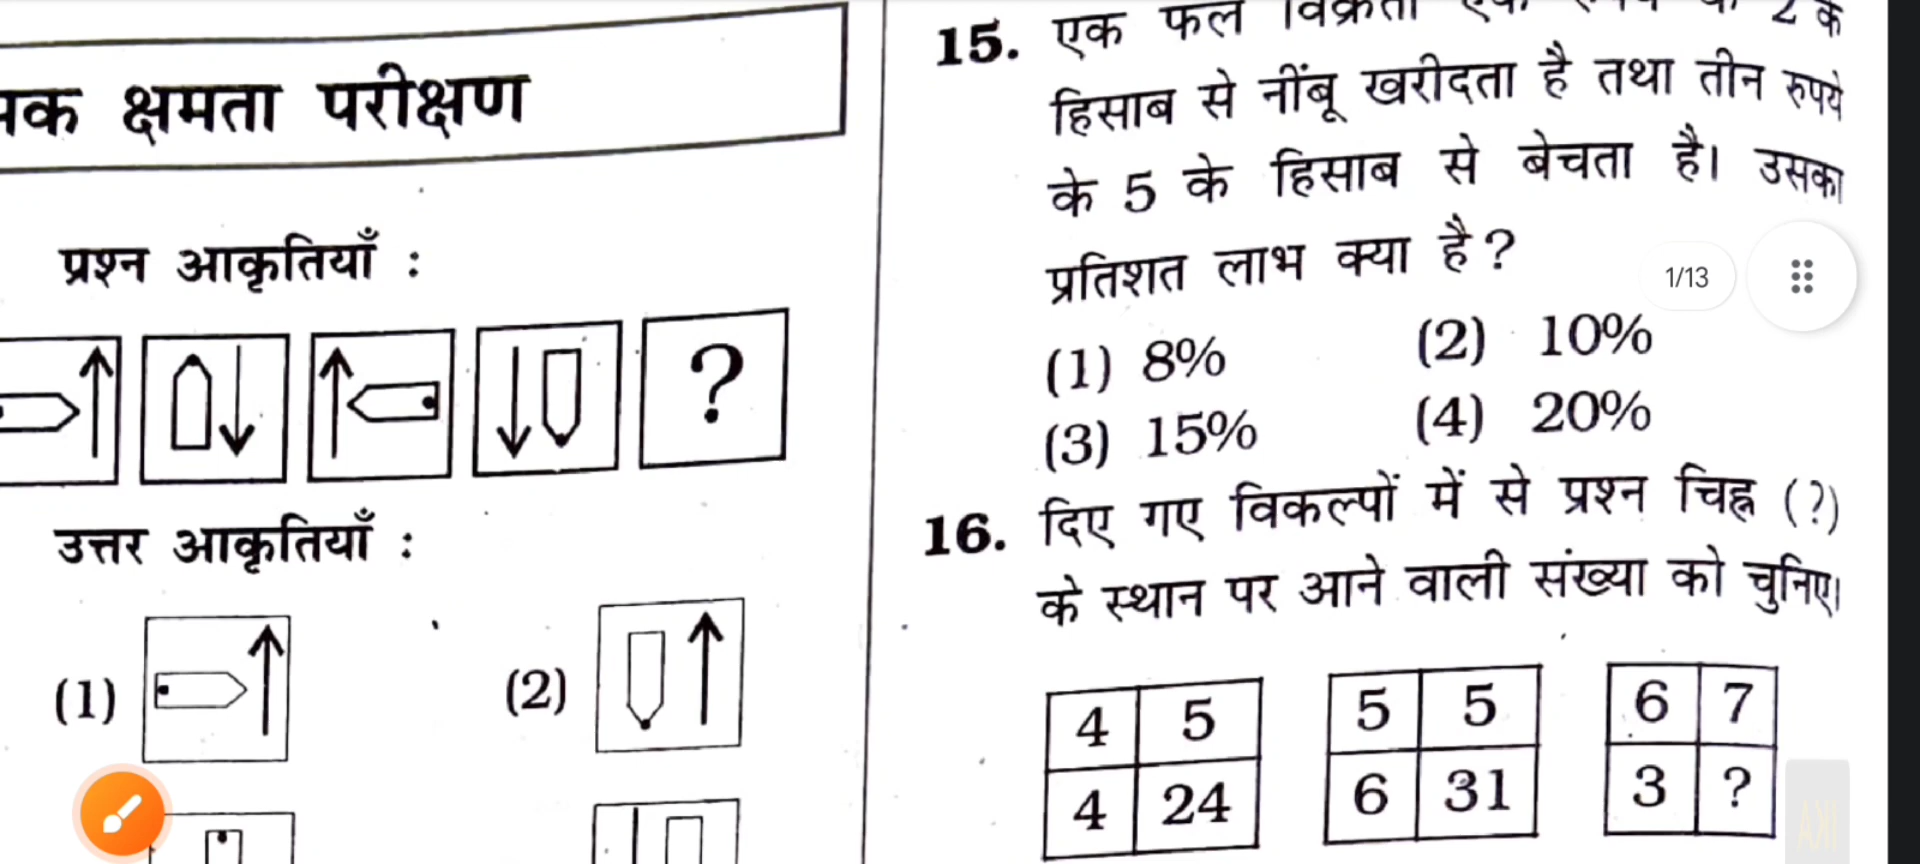 क्षमता परीक्षण
प्रश्न आकृतियाँ :
?
उत्तर आकृतियाँ :
(1)
(2)
15. एक फल
हिसाब से नींबू खरीदता है तथा तीन रुपये
के 5 के हिसाब से बेचता है। उसका
प्रतिशत लाभ क्या है?
(1) 8% (2) 10%
(3) 15% (4) 20%
16. दिए गए विकल्पों में से प्रश्न चिह्न (?)
के स्थान पर आने वाली संख्या को चुनिए।
4 5 5 5 6 7
4 24 6 31 3 ?
1/13